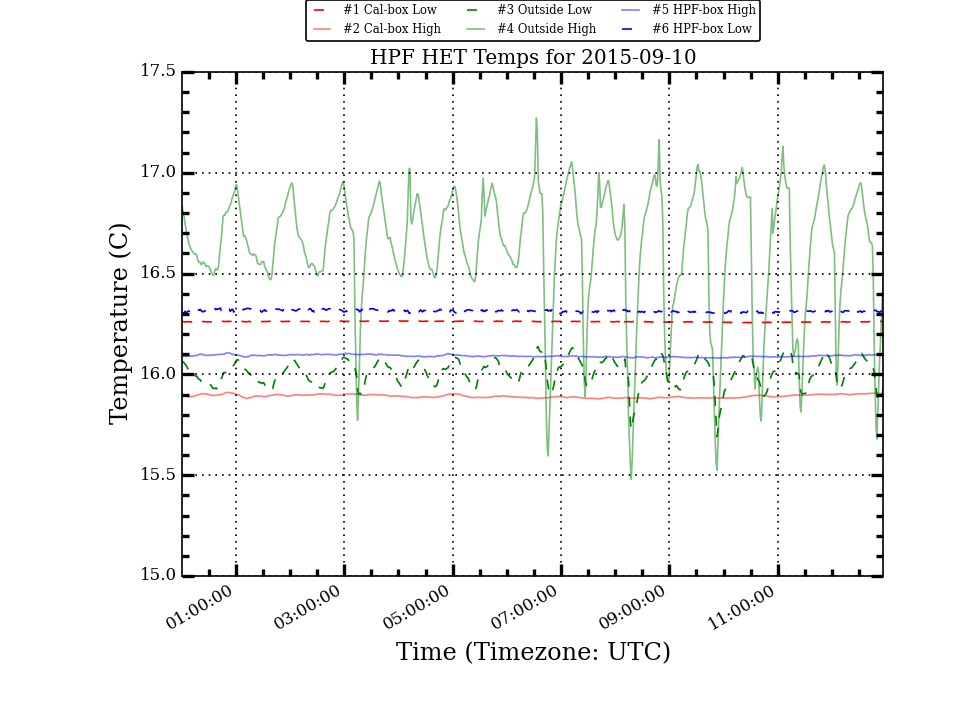 #1 Cal-box Low #3 Outside Low #5 HPF-box High
#2 Cal-box High #4 Outside High #6 HPF-box Low
HPF HET Temps for 2015-09-10
17.5
17.0
16.5
16.0
15.5
15.0
Temperature (C)
01:00:00 03:00:00 05:00:00 07:00:00 09:00:00 11:00:00
Time (Timezone: UTC)